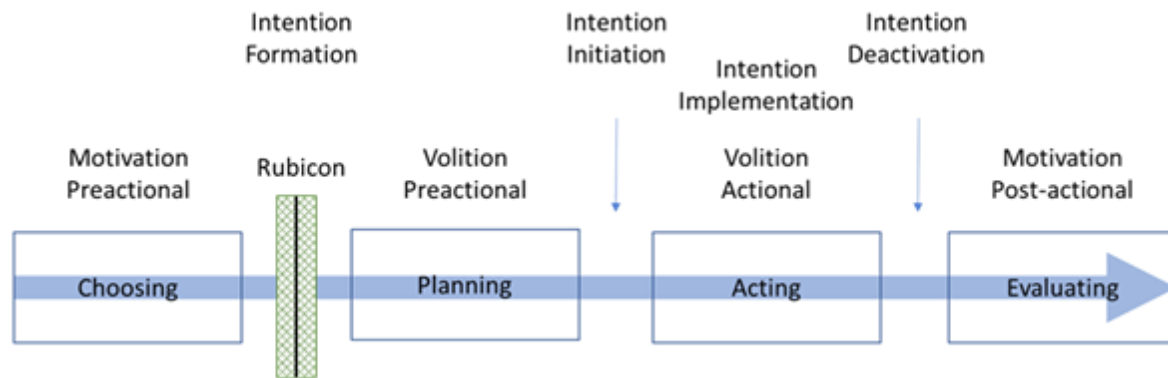 Intention
Formation
Intention
Initiation
Intention
Deactivation
Intention
Implementation
Motivation
Preactional
Rubicon
Volition
Preactional
Volition
Actional
Motivation
Post-actional
Choosing
Planning
Acting
Evaluating